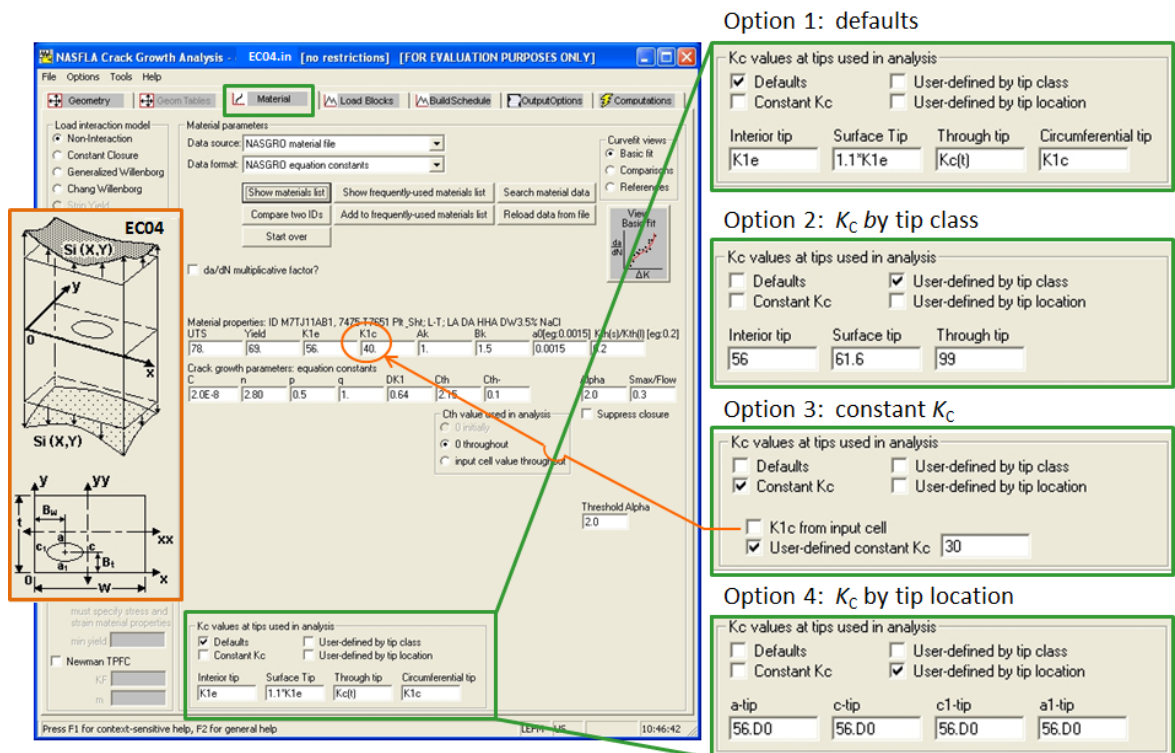 NASFLA Crack Growth Analysis - EC04.in [no restrictions] [FOR EVALUATION PURPOSES ONLY]
File Options Tools Help
Geometry Geom Tables Material Load Blocks BuildSchedule OutputOptions Computations
Load interaction model
Non-Interaction
Constant Closure
Generalized Willenborg
Chang Willenborg
Strip Yield
Material parameters
Data source: NASGRO material file
Data format: NASGRO equation constants
Show materials list Show frequently-used materials list Search material data
Compare two IDs Add to frequently-used materials list Reload data from file
Start over
Curvefit views
Basic fit
Comparisons
References
View
Basic fit
da
dN
ΔK
da/dN multiplicative factor?
Material properties: ID M7TJ11AB1, 7475-T7651 Plt_Sht; L-T; LA DA HHA DW3.5% NaCl
UTS Yield K1e K1c Ak Bk a0[eg:0.0015] Kth(s)/Kth(l) [eg:0.2]
78. 69. 56. 40. 1. 1.5 0.0015 0.2
Crack growth parameters: equation constants
C n p q DK1 Cth Cth- Alpha Smax/Flow
2.0E-8 2.80 0.5 1. 0.64 2.15 0.1 2.0 0.3
Cth value used in analysis
0 initially
0 throughout
input cell value throughout
Suppress closure
Threshold Alpha
2.0
must specify stress and
strain material properties
min yield
Newman TPFC
KF
m
Kc values at tips used in analysis
Defaults User-defined by tip class
Constant Kc User-defined by tip location
Interior tip Surface Tip Through tip Circumferential tip
K1e 1.1*K1e Kc(t) K1c
Press F1 for context-sensitive help, F2 for general help LEFM US 10:46:42
EC04
Si (X,Y)
y
0
x
Si (X,Y)
y yy
Bw
t
a
c1 c
a1
Bt
xx
0
x
W
Option 1: defaults
Kc values at tips used in analysis
Defaults User-defined by tip class
Constant Kc User-defined by tip location
Interior tip Surface Tip Through tip Circumferential tip
K1e 1.1*K1e Kc(t) K1c
Option 2: KC by tip class
Kc values at tips used in analysis
Defaults User-defined by tip class
Constant Kc User-defined by tip location
Interior tip Surface tip Through tip
56 61.6 99
Option 3: constant KC
Kc values at tips used in analysis
Defaults User-defined by tip class
Constant Kc User-defined by tip location
K1c from input cell
User-defined constant Kc 30
Option 4: KC by tip location
Kc values at tips used in analysis
Defaults User-defined by tip class
Constant Kc User-defined by tip location
a-tip c-tip c1-tip a1-tip
56.D0 56.D0 56.D0 56.D0